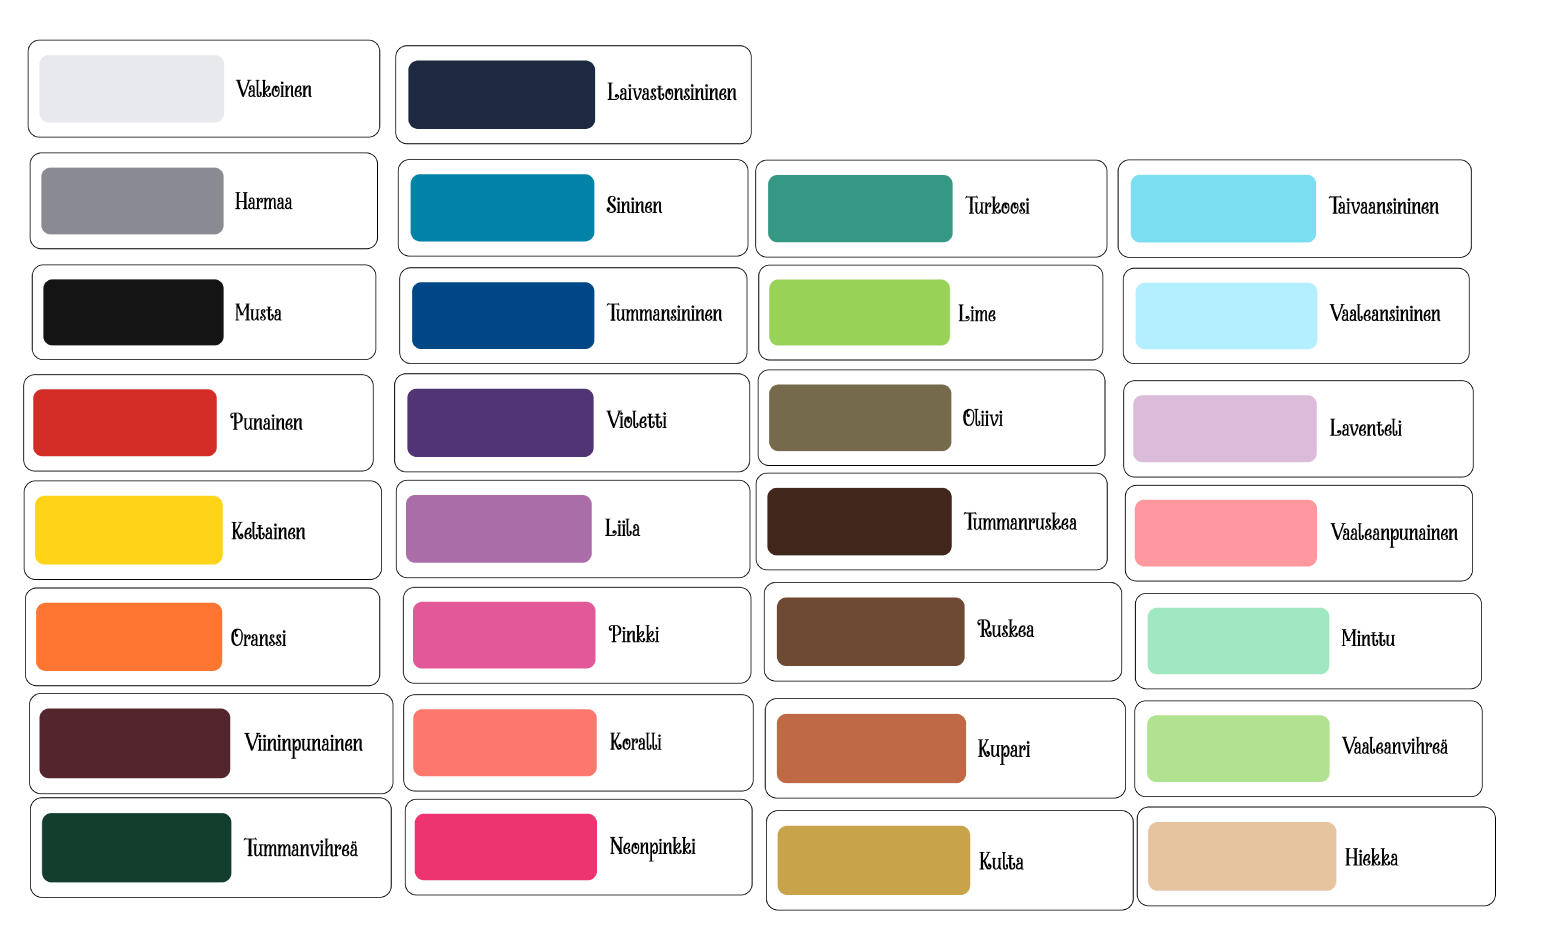 Valkoinen
Harmaa
Musta
Punainen
Keltainen
Oranssi
Viininpunainen
Tummanvihreä
Laivastonsininen
Sininen
Tummansininen
Violetti
Liila
Pinkki
Koralli
Neonpinkki
Turkoosi
Lime
Oliivi
Tummanruskea
Ruskea
Kupari
Kulta
Taivaansininen
Vaaleansininen
Laventeli
Vaaleanpunainen
Minttu
Vaaleanvihreä
Hiekka